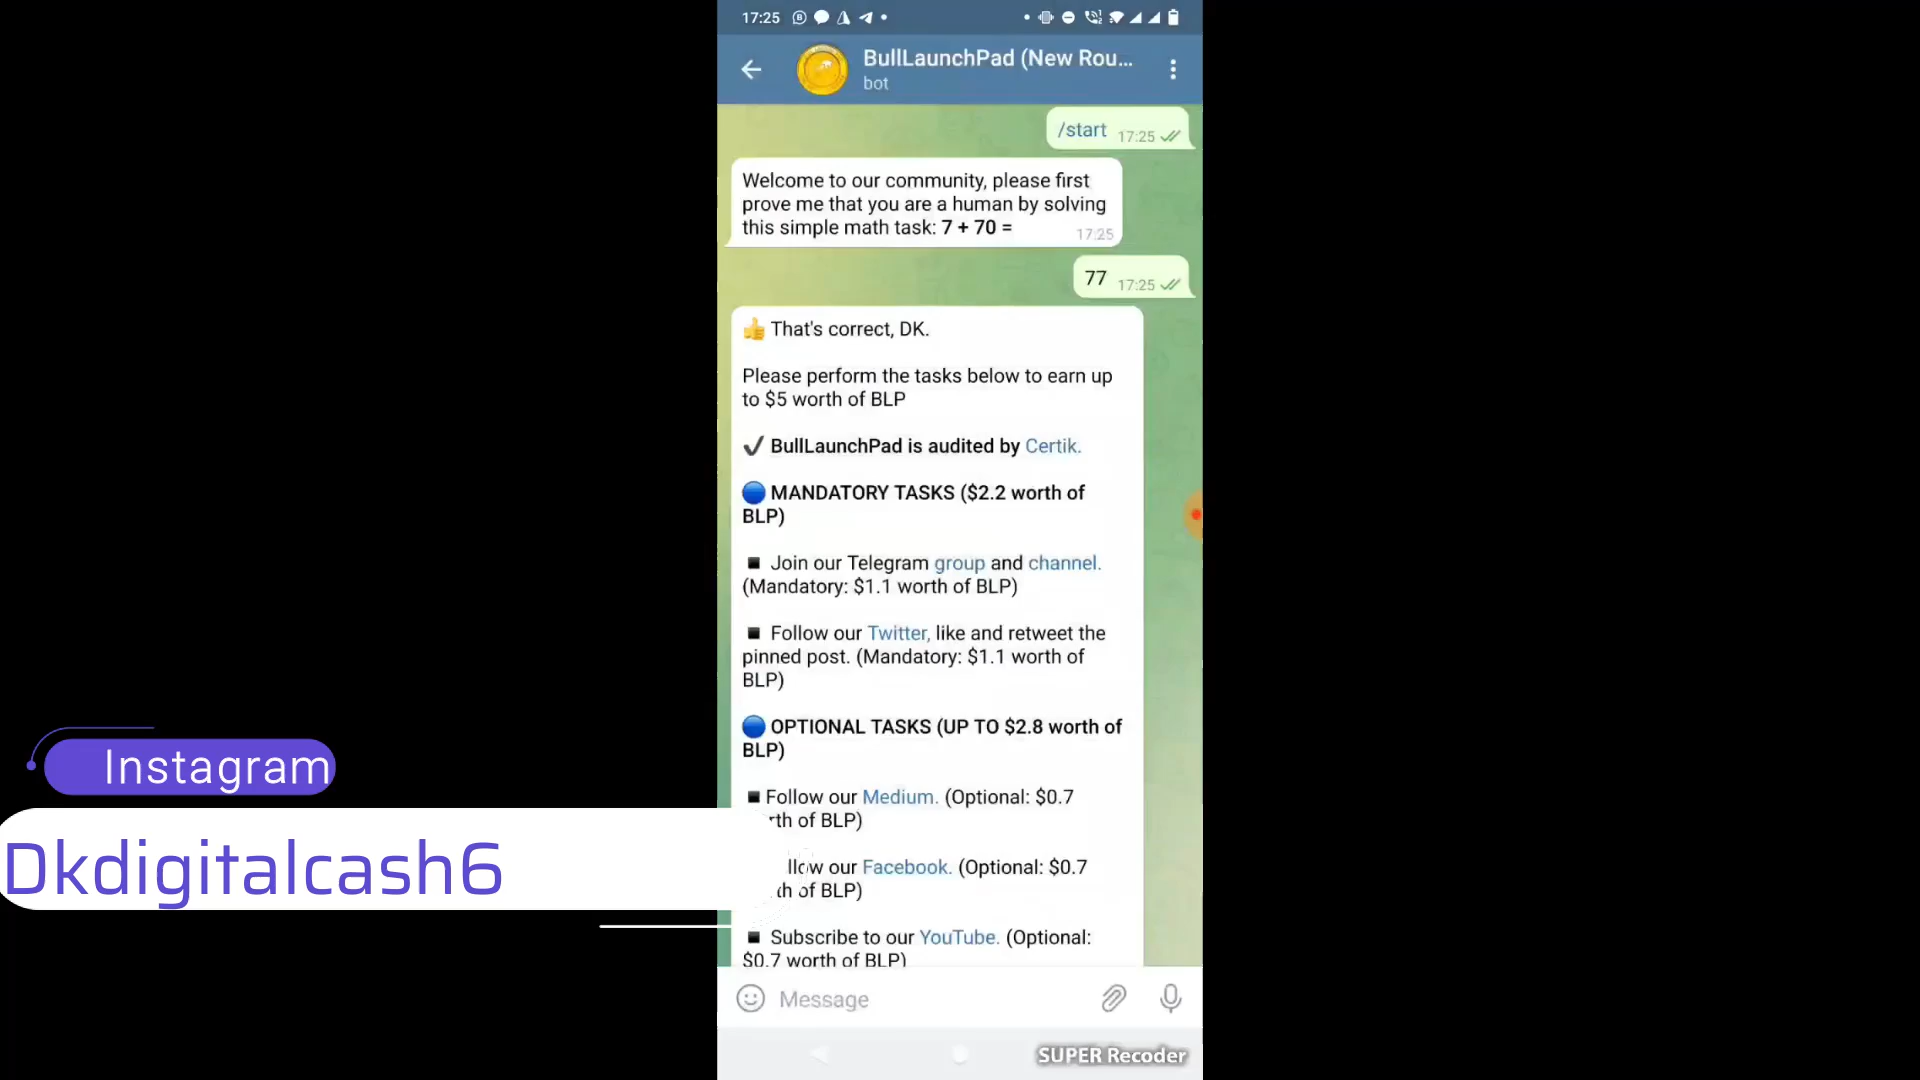 17:25
BullLaunchPad (New Rou...
bot
/start 17:25
Welcome to our community, please first
prove me that you are a human by solving
this simple math task: 7 + 70 =
17:25
77 17:25
👍 That's correct, DK.
Please perform the tasks below to earn up
to $5 worth of BLP
✔ BullLaunchPad is audited by Certik.
🔵 MANDATORY TASKS ($2.2 worth of
BLP)
▪ Join our Telegram group and channel.
(Mandatory: $1.1 worth of BLP)
▪ Follow our Twitter, like and retweet the
pinned post. (Mandatory: $1.1 worth of
BLP)
🔵 OPTIONAL TASKS (UP TO $2.8 worth of
BLP)
▪ Follow our Medium. (Optional: $0.7
of BLP)
our Facebook. (Optional: $0.7
of BLP)
▪ Subscribe to our YouTube. (Optional:
$0.7 worth of BLP)
Message
SUPER Recoder
Instagram
Dkdigitalcash6